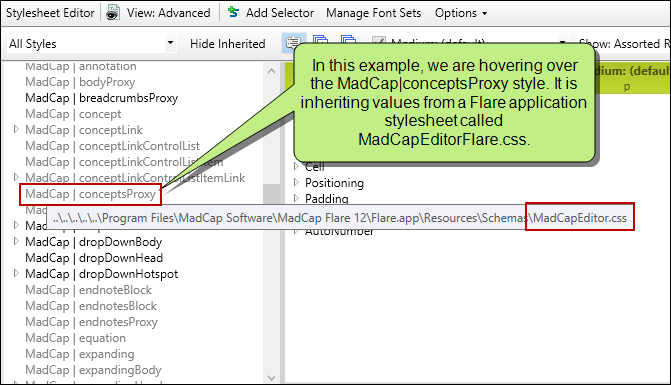 Stylesheet Editor View: Advanced Add Selector Manage Font Sets Options
All Styles Hide Inherited Medium: (default) Show: Assorted R
In this example, we are hovering over
the MadCap|conceptsProxy style. It is
inheriting values from a Flare application
stylesheet called
MadCapEditorFlare.css.
dium: (defau
p
MadCap | annotation
MadCap | bodyProxy
MadCap | breadcrumbsProxy
MadCap | concept
MadCap | conceptLink
MadCap | conceptLinkControlList
MadCap | conceptLinkControlListItem
MadCap | conceptLinkControlListItemLink
Cell
MadCap | conceptsProxy
Positioning
Padding
MadCap
..\..\..\..\..\Program Files\MadCap Software\MadCap Flare 12\Flare.app\Resources\Schemas\MadCapEditor.css
MadCap
AutoNumber
MadCap | dropDownBody
MadCap | dropDownHead
MadCap | dropDownHotspot
MadCap | endnoteBlock
MadCap | endnotesBlock
MadCap | endnotesProxy
MadCap | equation
MadCap | expanding
MadCap | expandingBody
MadCap | expandingHead